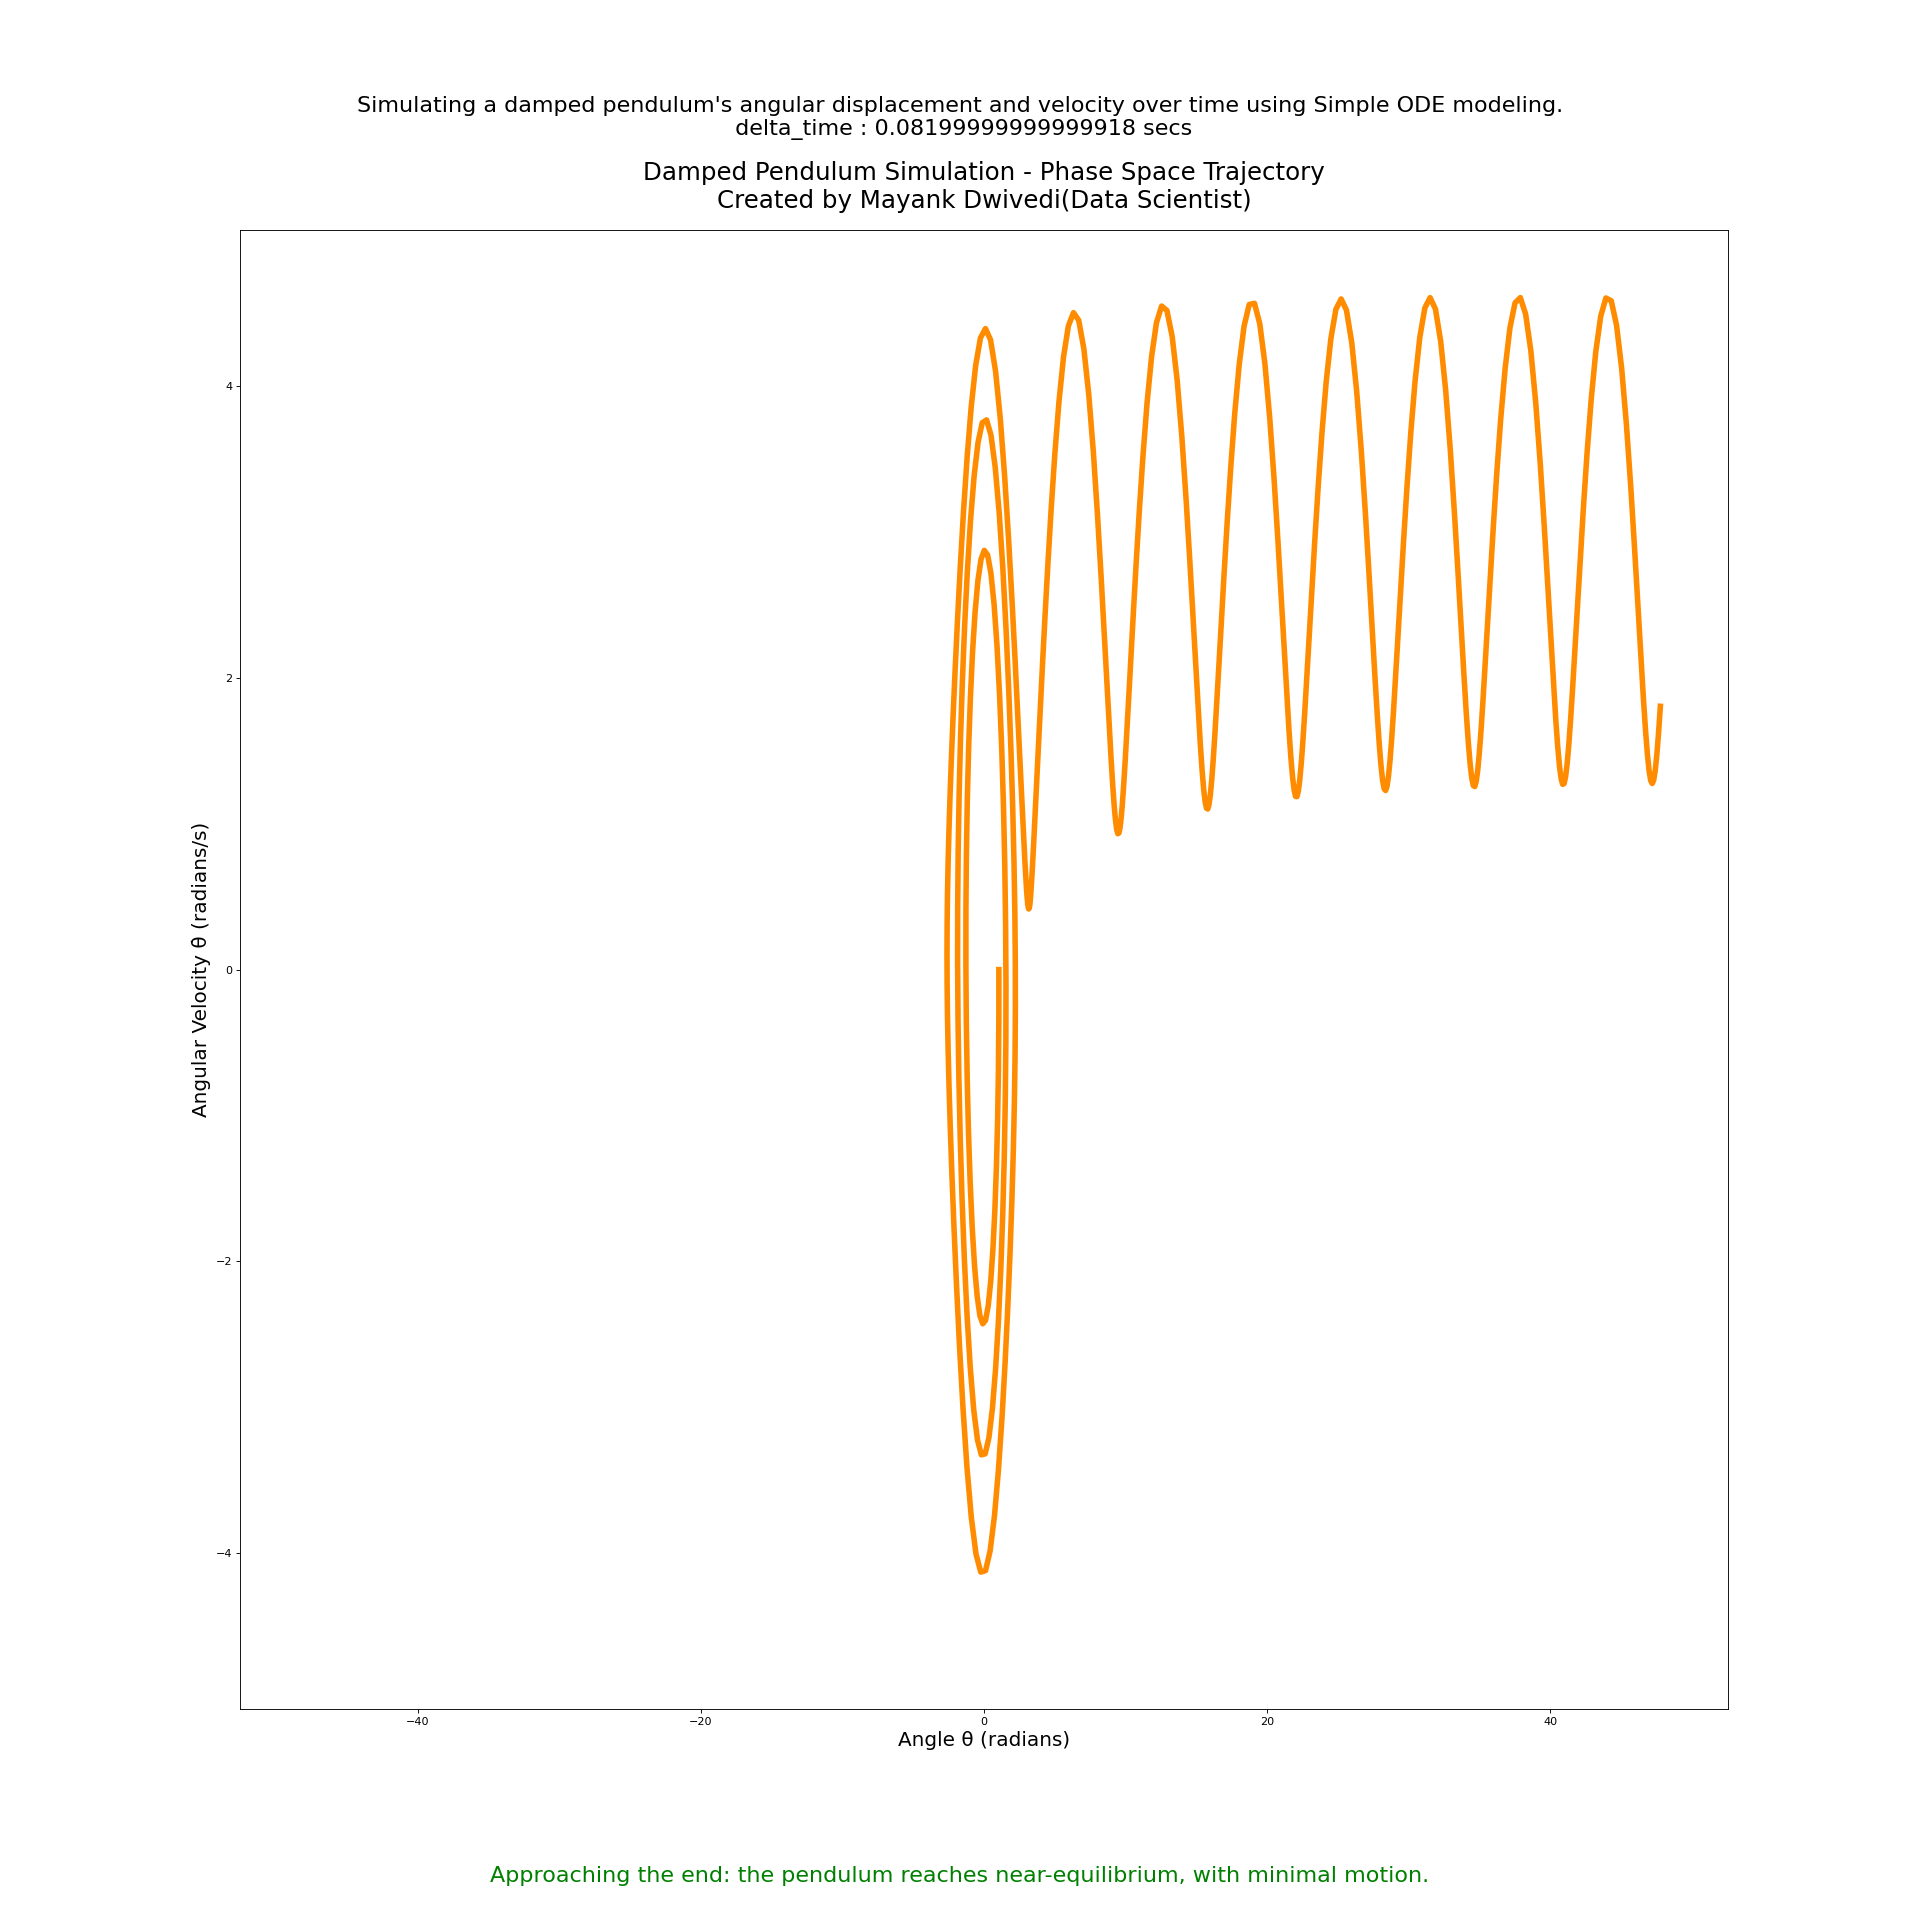 Simulating a damped pendulum's angular displacement and velocity over time using Simple ODE modeling.
delta_time : 0.08199999999999918 secs
Damped Pendulum Simulation - Phase Space Trajectory
Created by Mayank Dwivedi(Data Scientist)
Angular Velocity θ (radians/s)
4
2
0
−2
−4
−40
−20
0
20
40
Angle θ (radians)
Approaching the end: the pendulum reaches near-equilibrium, with minimal motion.